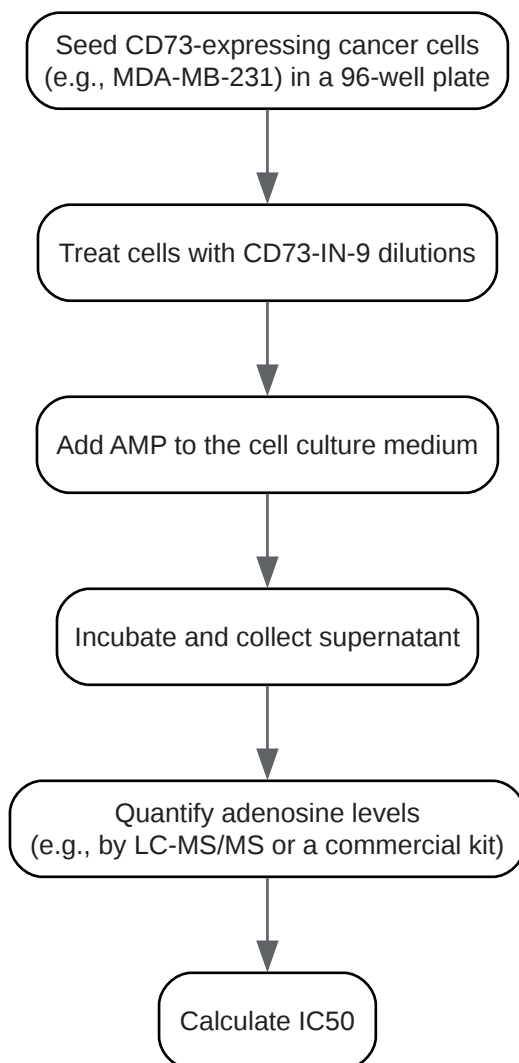 Seed CD73-expressing cancer cells
(e.g., MDA-MB-231) in a 96-well plate
Treat cells with CD73-IN-9 dilutions
Add AMP to the cell culture medium
Incubate and collect supernatant
Quantify adenosine levels
(e.g., by LC-MS/MS or a commercial kit)
Calculate IC50